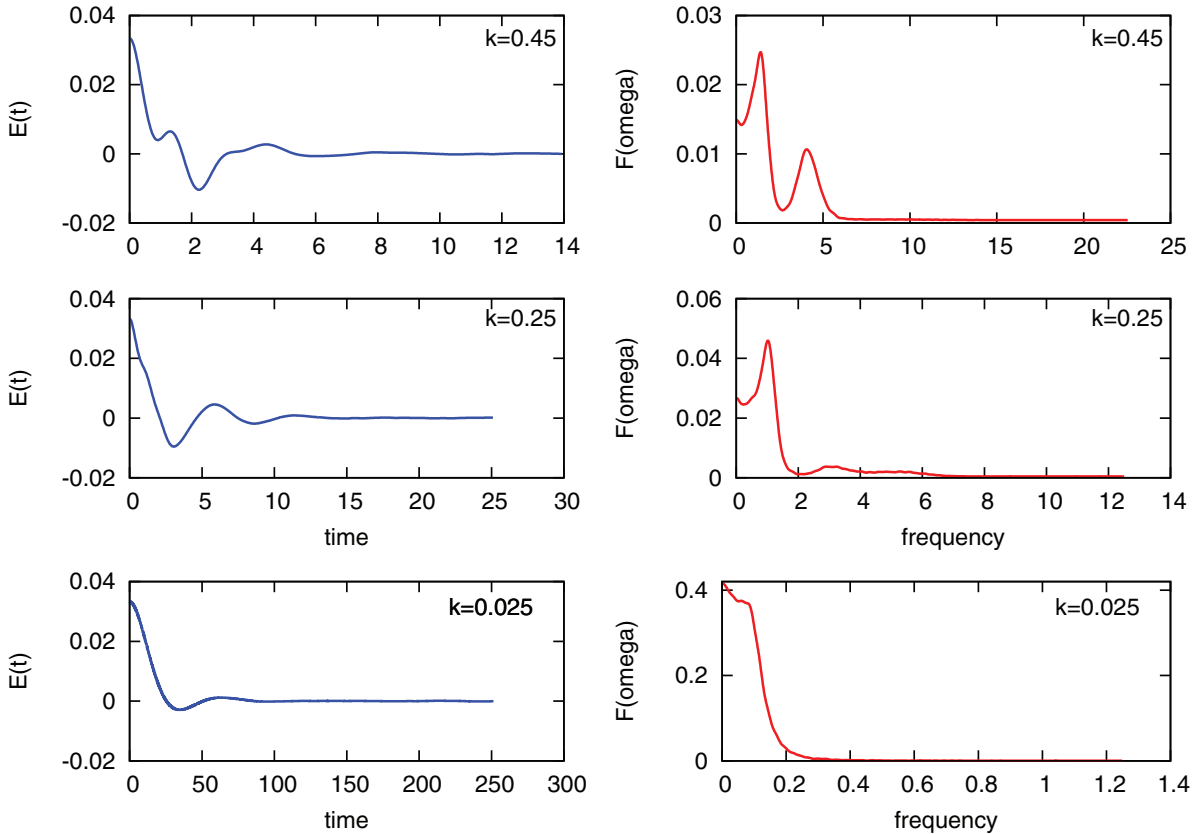 0.04
0.02
0
-0.02
E(t)
k=0.45
0 2 4 6 8 10 12 14
0.03
0.02
0.01
0
F(omega)
k=0.45
0 5 10 15 20 25
0.04
0.02
0
-0.02
E(t)
k=0.25
0 5 10 15 20 25 30
time
0.06
0.04
0.02
0
F(omega)
k=0.25
0 2 4 6 8 10 12 14
frequency
0.04
0.02
0
-0.02
E(t)
k=0.025
0 50 100 150 200 250 300
time
0.4
0.3
0.2
0.1
0
F(omega)
k=0.025
0 0.2 0.4 0.6 0.8 1 1.2 1.4
frequency